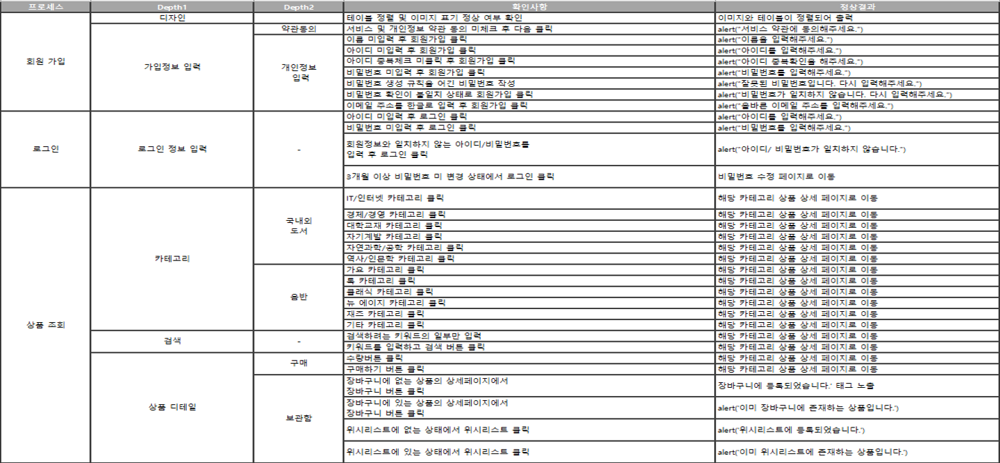 프로세스 Depth1 Depth2 확인사항 정상결과
회원 가입
디자인
테이블 정렬 및 이미지 표기 정상 여부 확인 이미지와 테이블이 정렬되어 출력
가입정보 입력
약관동의
서비스 및 개인정보 약관 동의 미체크 후 다음 클릭 alert("서비스 약관에 동의해주세요.")
개인정보
입력
이름 미입력 후 회원가입 클릭 alert("이름을 입력해주세요.")
아이디 미입력 후 회원가입 클릭 alert("아이디를 입력해주세요.")
아이디 중복체크 미클릭 후 회원가입 클릭 alert("아이디 중복확인을 해주세요.")
비밀번호 미입력 후 회원가입 클릭 alert("비밀번호를 입력해주세요.")
비밀번호 생성 규칙을 어긴 비밀번호 작성 alert("잘못된 비밀번호입니다. 다시 입력해주세요.")
비밀번호 확인이 불일치 상태로 회원가입 클릭 alert("비밀번호가 일치하지 않습니다. 다시 입력해주세요.")
이메일 주소를 한글로 입력 후 회원가입 클릭 alert("올바른 이메일 주소를 입력해주세요.")
로그인
로그인 정보 입력
-
아이디 미입력 후 로그인 클릭 alert("아이디를 입력해주세요.")
비밀번호 미입력 후 로그인 클릭 alert("비밀번호를 입력해주세요.")
회원정보와 일치하지 않는 아이디/비밀번호를
입력 후 로그인 클릭
alert("아이디/ 비밀번호가 일치하지 않습니다.")
3개월 이상 비밀번호 미 변경 상태에서 로그인 클릭 비밀번호 수정 페이지로 이동
상품 조회
카테고리
국내외
도서
IT/인터넷 카테고리 클릭 해당 카테고리 상품 상세 페이지로 이동
경제/경영 카테고리 클릭 해당 카테고리 상품 상세 페이지로 이동
대학교재 카테고리 클릭 해당 카테고리 상품 상세 페이지로 이동
자기계발 카테고리 클릭 해당 카테고리 상품 상세 페이지로 이동
자연과학/공학 카테고리 클릭 해당 카테고리 상품 상세 페이지로 이동
역사/인문학 카테고리 클릭 해당 카테고리 상품 상세 페이지로 이동
음반
가요 카테고리 클릭 해당 카테고리 상품 상세 페이지로 이동
록 카테고리 클릭 해당 카테고리 상품 상세 페이지로 이동
클래식 카테고리 클릭 해당 카테고리 상품 상세 페이지로 이동
뉴 에이지 카테고리 클릭 해당 카테고리 상품 상세 페이지로 이동
재즈 카테고리 클릭 해당 카테고리 상품 상세 페이지로 이동
기타 카테고리 클릭 해당 카테고리 상품 상세 페이지로 이동
검색
-
검색하려는 키워드의 일부만 입력 해당 카테고리 상품 상세 페이지로 이동
키워드를 입력하고 검색 버튼 클릭 해당 카테고리 상품 상세 페이지로 이동
상품 디테일
구매
수량버튼 클릭 해당 카테고리 상품 상세 페이지로 이동
구매하기 버튼 클릭 해당 카테고리 상품 상세 페이지로 이동
보관함
장바구니에 없는 상품의 상세페이지에서
장바구니 버튼 클릭
장바구니에 등록되었습니다.' 태그 노출
장바구니에 있는 상품의 상세페이지에서
장바구니 버튼 클릭
alert('이미 장바구니에 존재하는 상품입니다.')
위시리스트에 없는 상태에서 위시리스트 클릭 alert('위시리스트에 등록되었습니다.')
위시리스트에 있는 상태에서 위시리스트 클릭 alert('이미 위시리스트에 존재하는 상품입니다.')